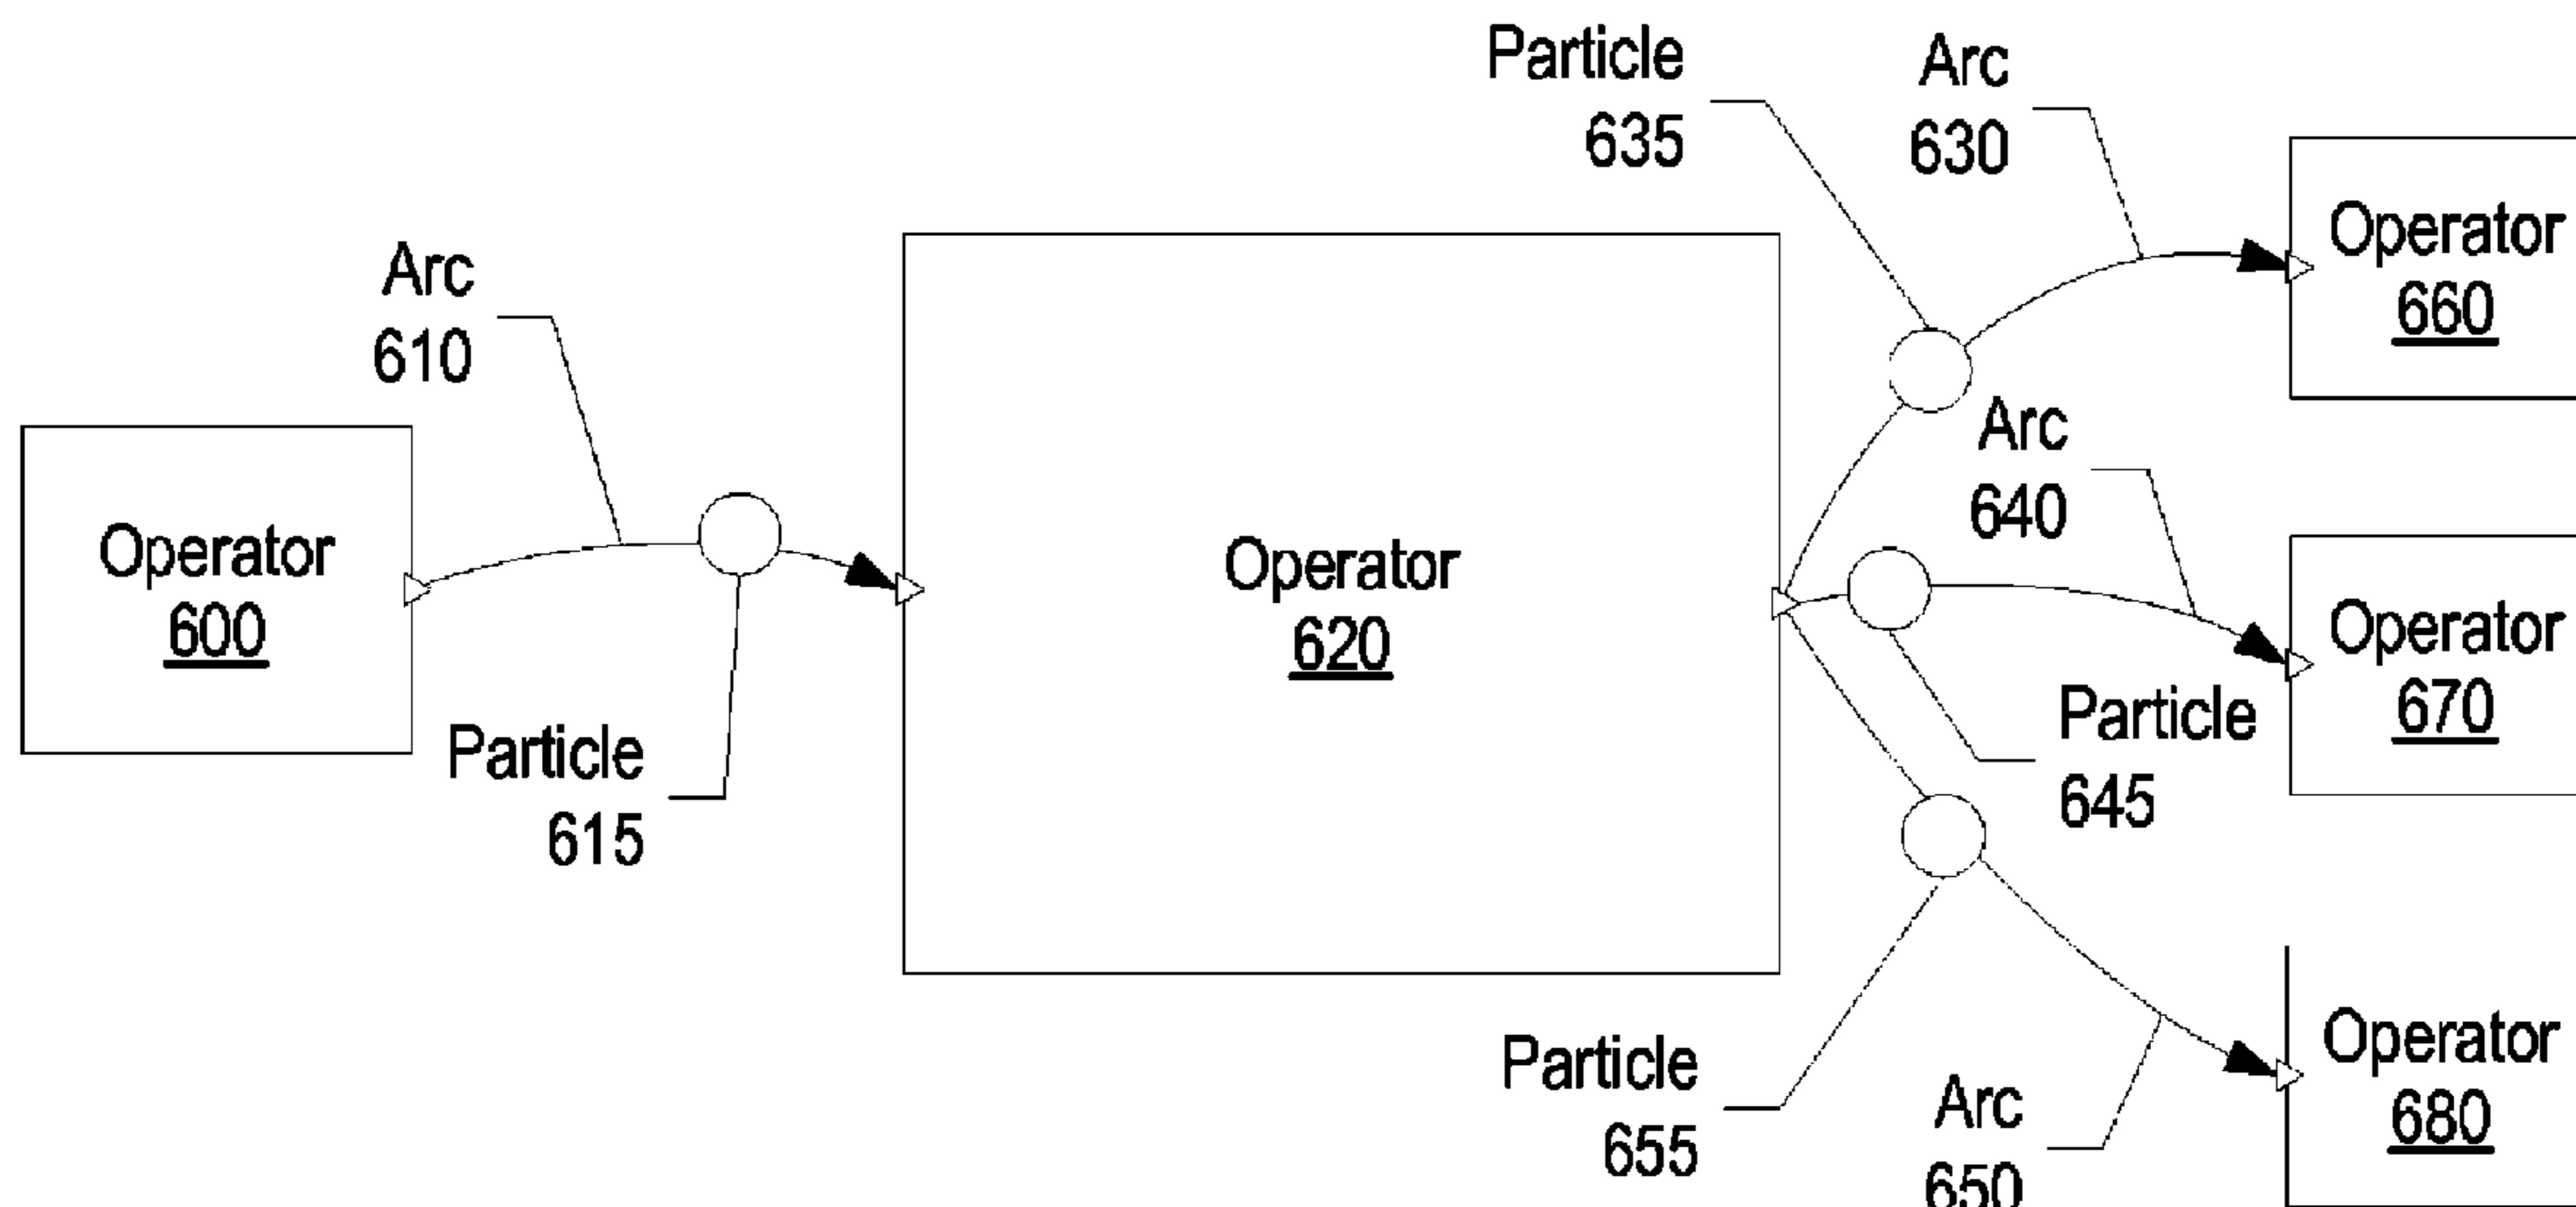 Particle
635
Arc
630
Operator
660
Arc
610
Arc
640
Operator
600
Operator
620
Operator
670
Particle
615
Particle
645
Particle
655
Arc
650
Operator
680